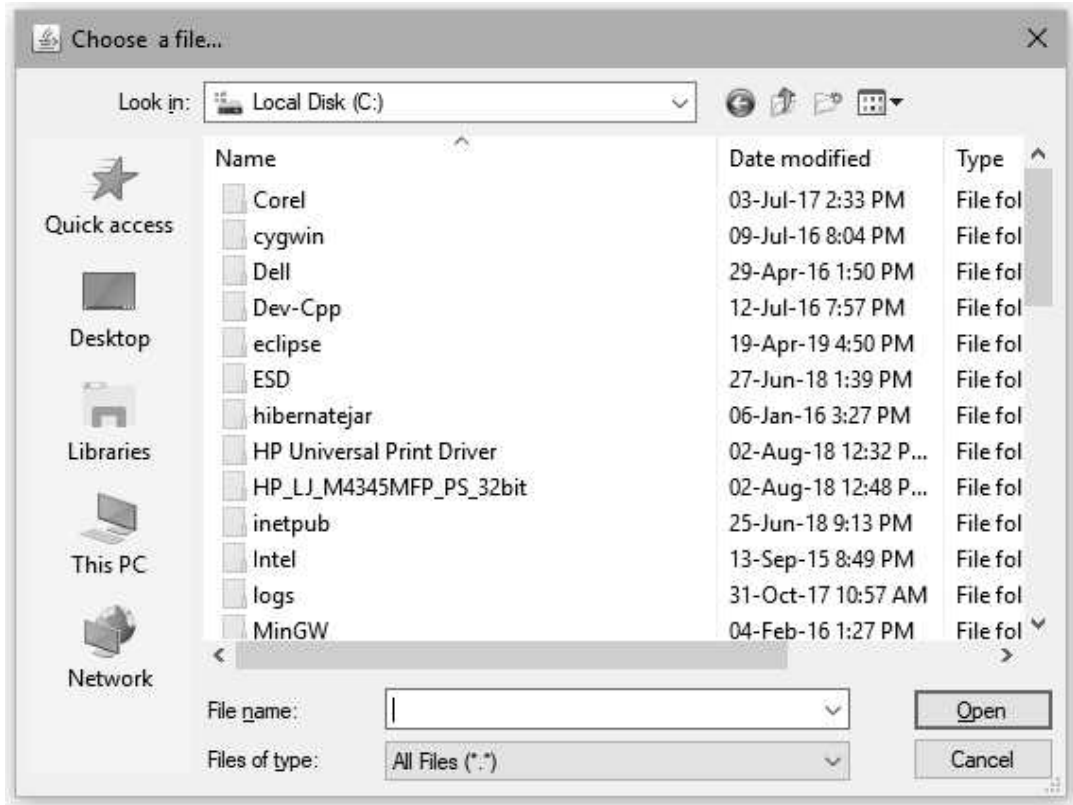 Choose a file...
Look in: Local Disk (C:)
Name Date modified Type
Corel 03-Jul-17 2:33 PM File fol
cygwin 09-Jul-16 8:04 PM File fol
Dell 29-Apr-16 1:50 PM File fol
Dev-Cpp 12-Jul-16 7:57 PM File fol
eclipse 19-Apr-19 4:50 PM File fol
ESD 27-Jun-18 1:39 PM File fol
hibernatejar 06-Jan-16 3:27 PM File fol
HP Universal Print Driver 02-Aug-18 12:32 P... File fol
HP_LJ_M4345MFP_PS_32bit 02-Aug-18 12:48 P... File fol
inetpub 25-Jun-18 9:13 PM File fol
Intel 13-Sep-15 8:49 PM File fol
logs 31-Oct-17 10:57 AM File fol
MinGW 04-Feb-16 1:27 PM File fol
Quick access
Desktop
Libraries
This PC
Network
File name: Open
Files of type: All Files (*.*) Cancel